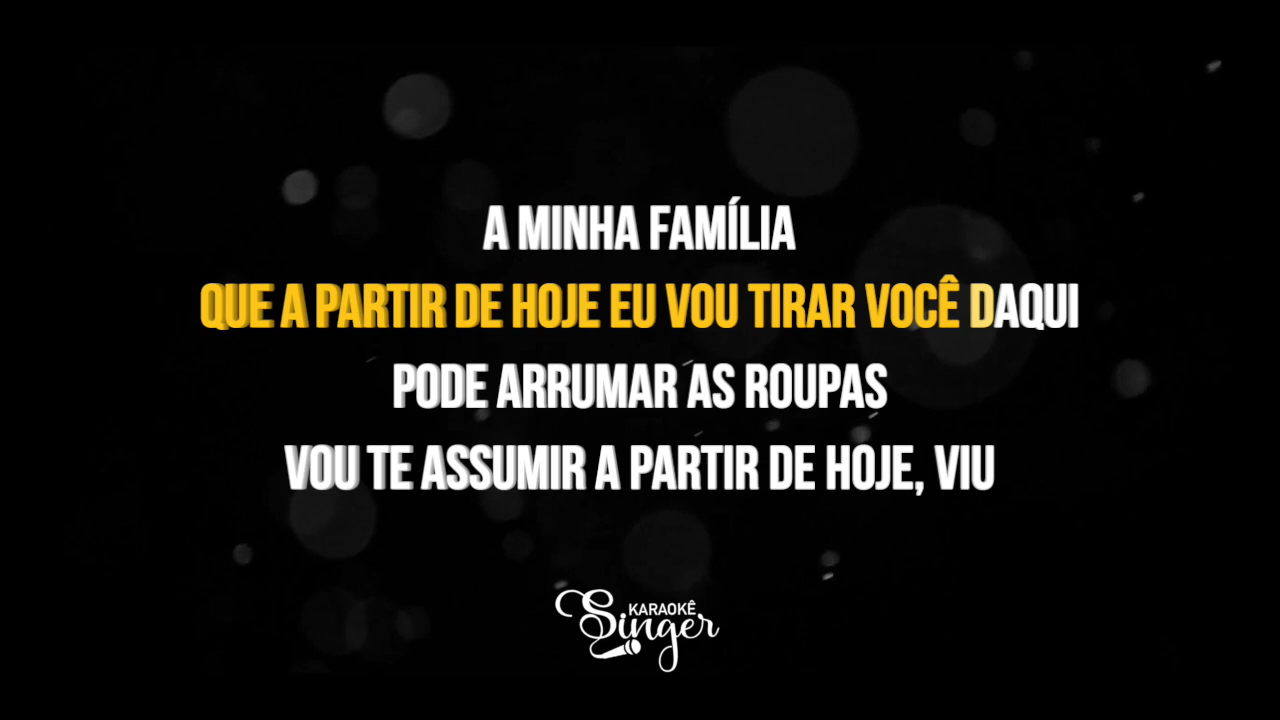 A MINHA FAMÍLIA
QUE A PARTIR DE HOJE EU VOU TIRAR VOCÊ DAQUI
PODE ARRUMAR AS ROUPAS
VOU TE ASSUMIR A PARTIR DE HOJE, VIU
KARAOKÊ
Singer